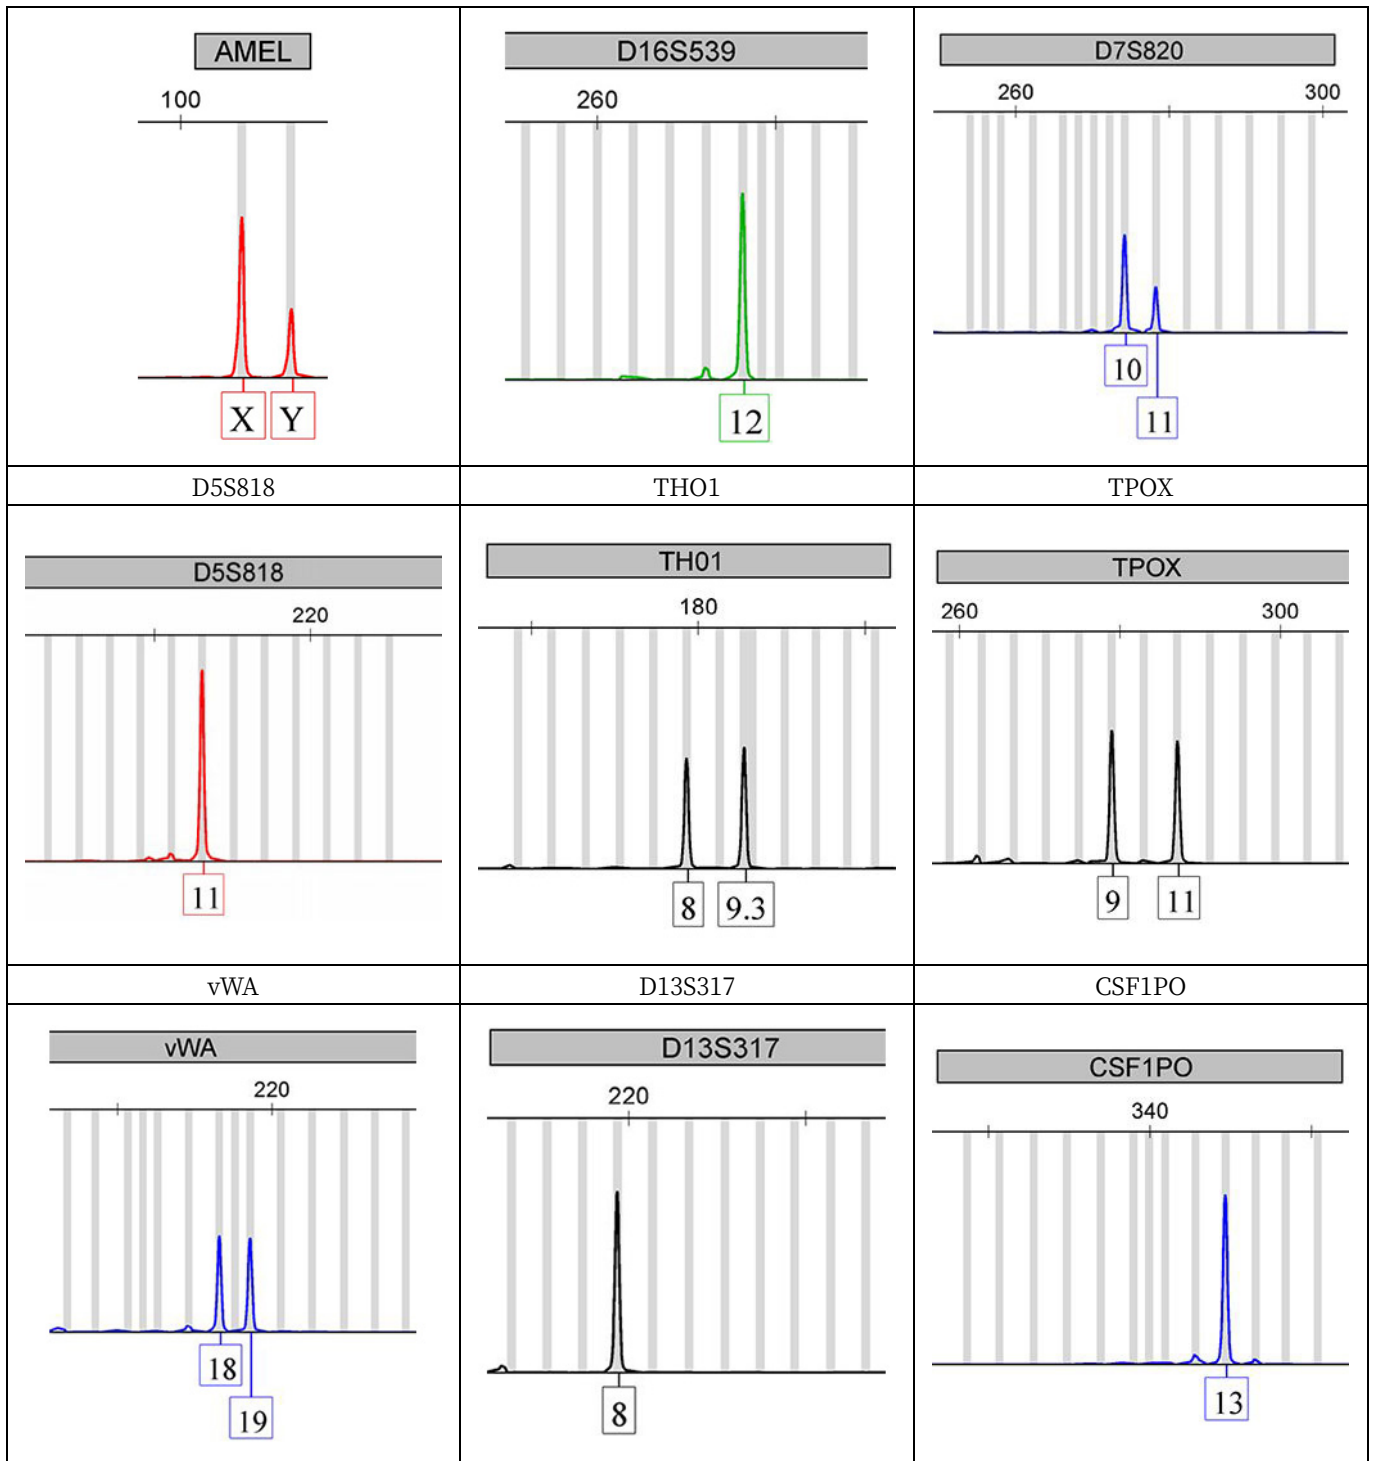 AMEL
100
X Y
D16S539
260
12
D7S820
260 300
10
11
D5S818
THO1
TPOX
D5S818
220
11
TH01
180
8 9.3
TPOX
260 300
9 11
vWA
D13S317
CSF1PO
vWA
220
18
19
D13S317
220
8
CSF1PO
340
13